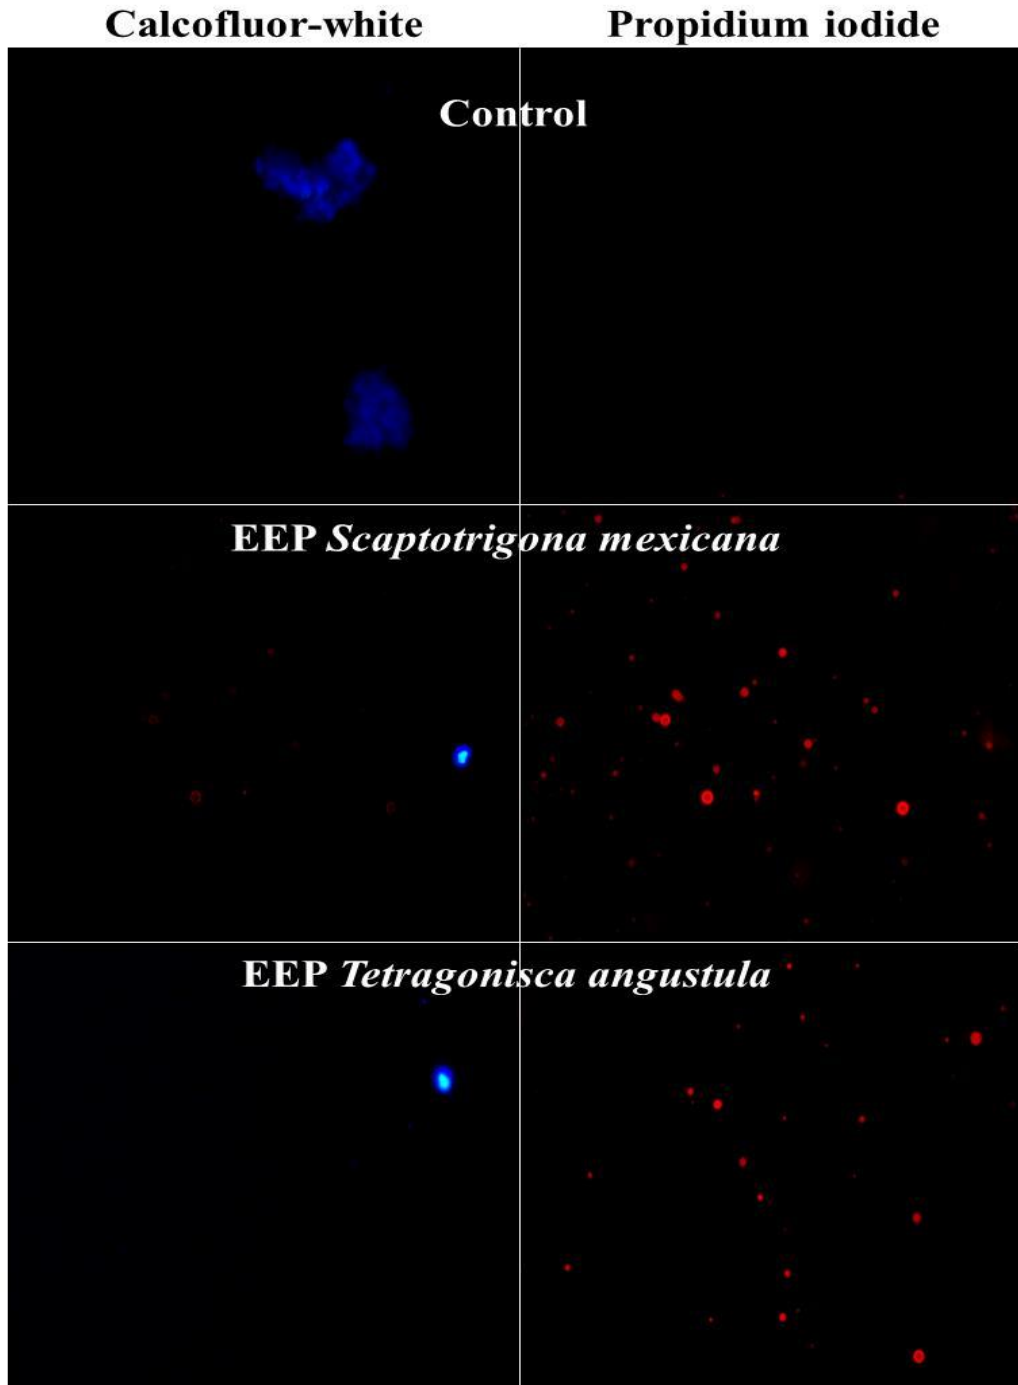 Calcofluor-white
Propidium iodide
Control
EEP Scaptotrigona mexicana
EEP Tetragonisca angustula